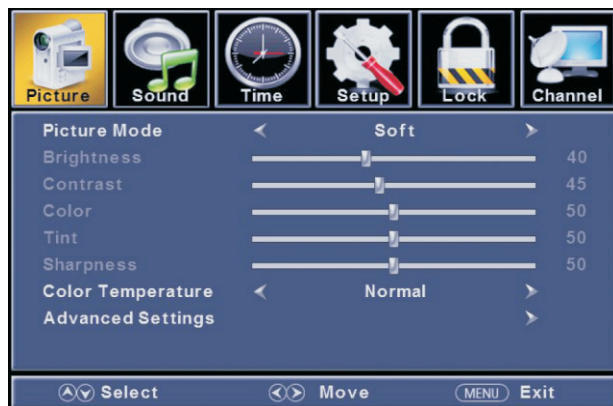 Picture Sound Time Setup Lock Channel
Picture Mode Soft
Brightness 40
Contrast 45
Color 50
Tint 50
Sharpness 50
Color Temperature Normal
Advanced Settings
Select Move MENU Exit